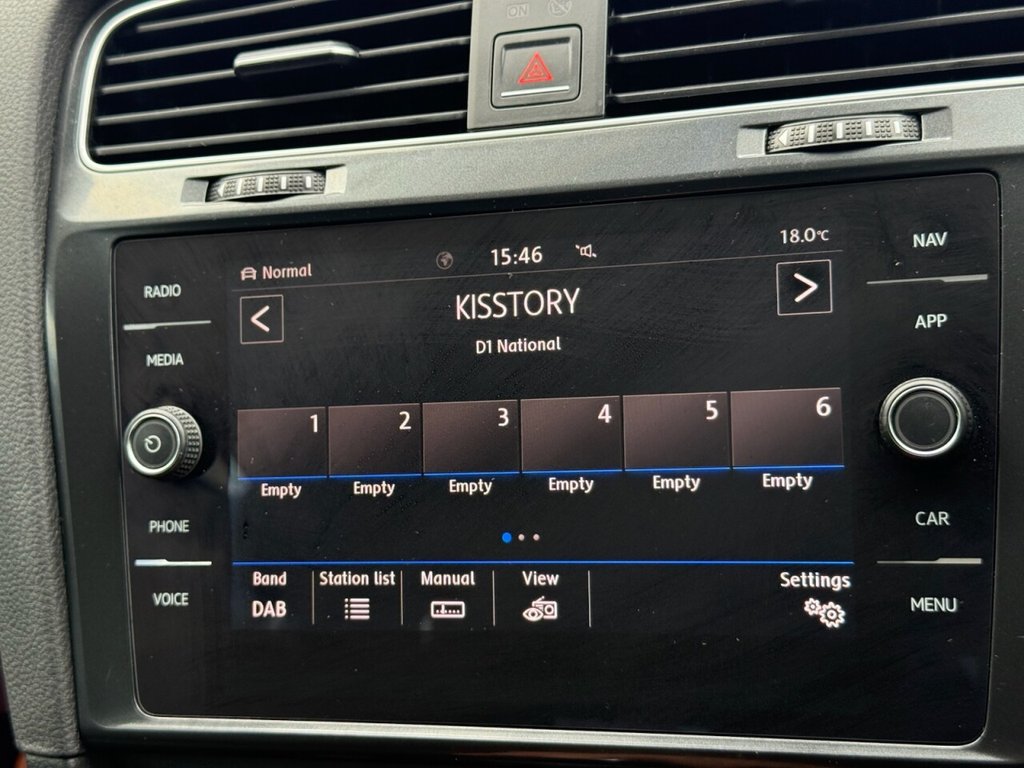 ON
RADIO
MEDIA
PHONE
VOICE
Normal
15:46
18.0°C
KISSTORY
D1 National
1 2 3 4 5 6
Empty Empty Empty Empty Empty Empty
Band Station list Manual View Settings
DAB
NAV
APP
CAR
MENU